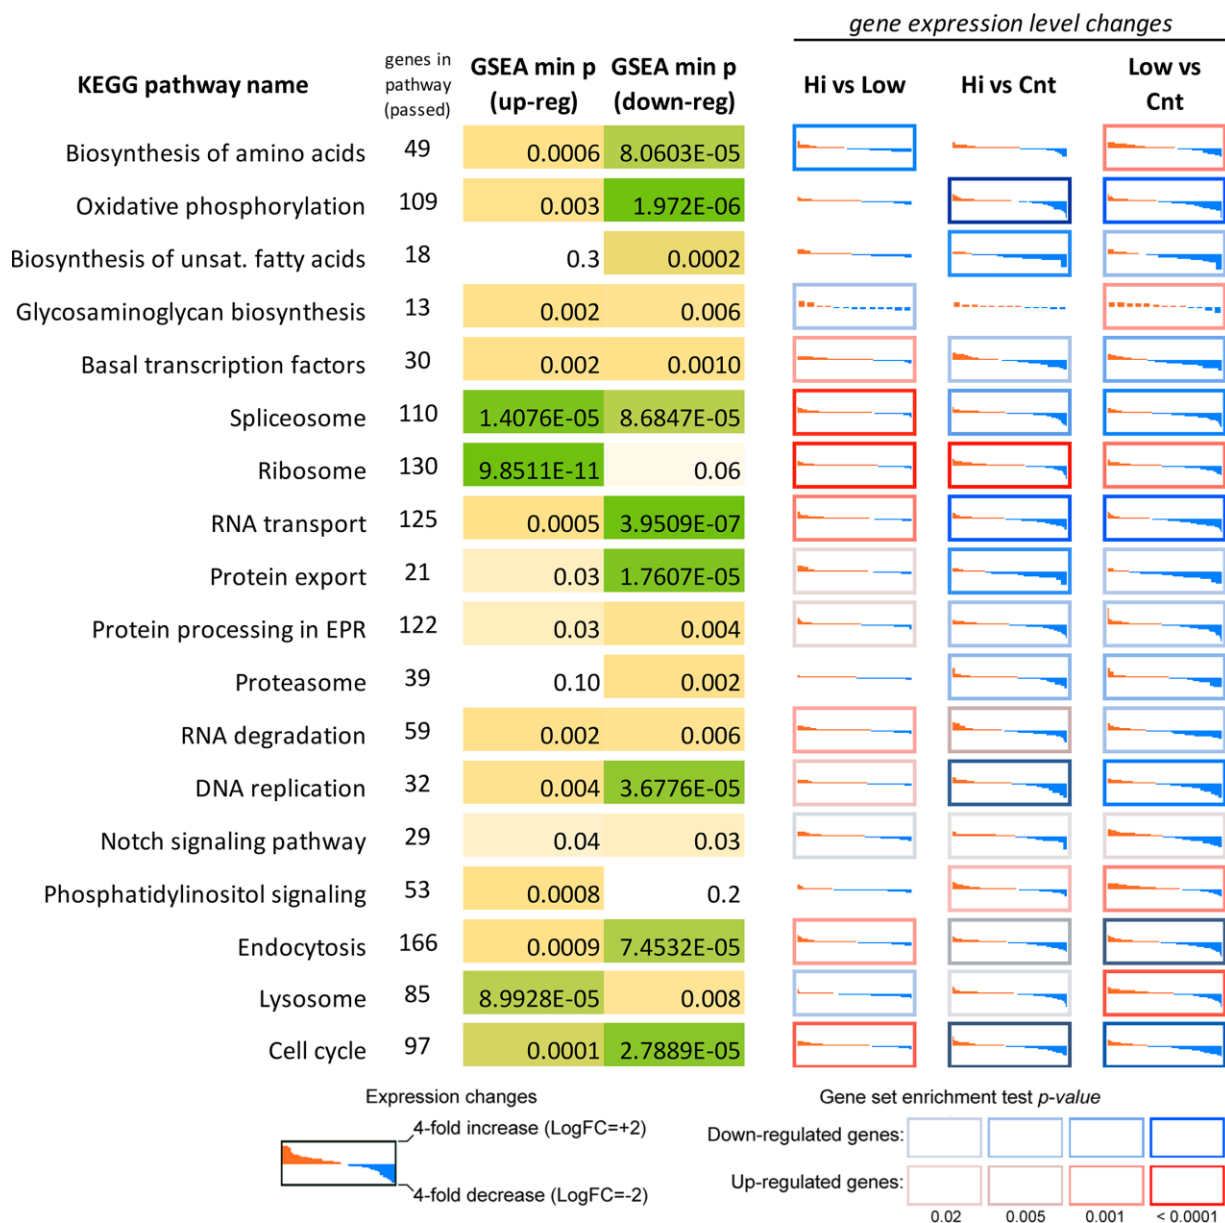 gene expression level changes
KEGG pathway name
genes in
pathway
(passed)
GSEA min p
(up-reg)
GSEA min p
(down-reg)
Hi vs Low
Hi vs Cnt
Low vs
Cnt
Biosynthesis of amino acids 49 0.0006 8.0603E-05
Oxidative phosphorylation 109 0.003 1.972E-06
Biosynthesis of unsat. fatty acids 18 0.3 0.0002
Glycosaminoglycan biosynthesis 13 0.002 0.006
Basal transcription factors 30 0.002 0.0010
Spliceosome 110 1.4076E-05 8.6847E-05
Ribosome 130 9.8511E-11 0.06
RNA transport 125 0.0005 3.9509E-07
Protein export 21 0.03 1.7607E-05
Protein processing in EPR 122 0.03 0.004
Proteasome 39 0.10 0.002
RNA degradation 59 0.002 0.006
DNA replication 32 0.004 3.6776E-05
Notch signaling pathway 29 0.04 0.03
Phosphatidylinositol signaling 53 0.0008 0.2
Endocytosis 166 0.0009 7.4532E-05
Lysosome 85 8.9928E-05 0.008
Cell cycle 97 0.0001 2.7889E-05
Expression changes
4-fold increase (LogFC=+2)
4-fold decrease (LogFC=-2)
Gene set enrichment test p-value
Down-regulated genes:
Up-regulated genes:
0.02 0.005 0.001 < 0.0001